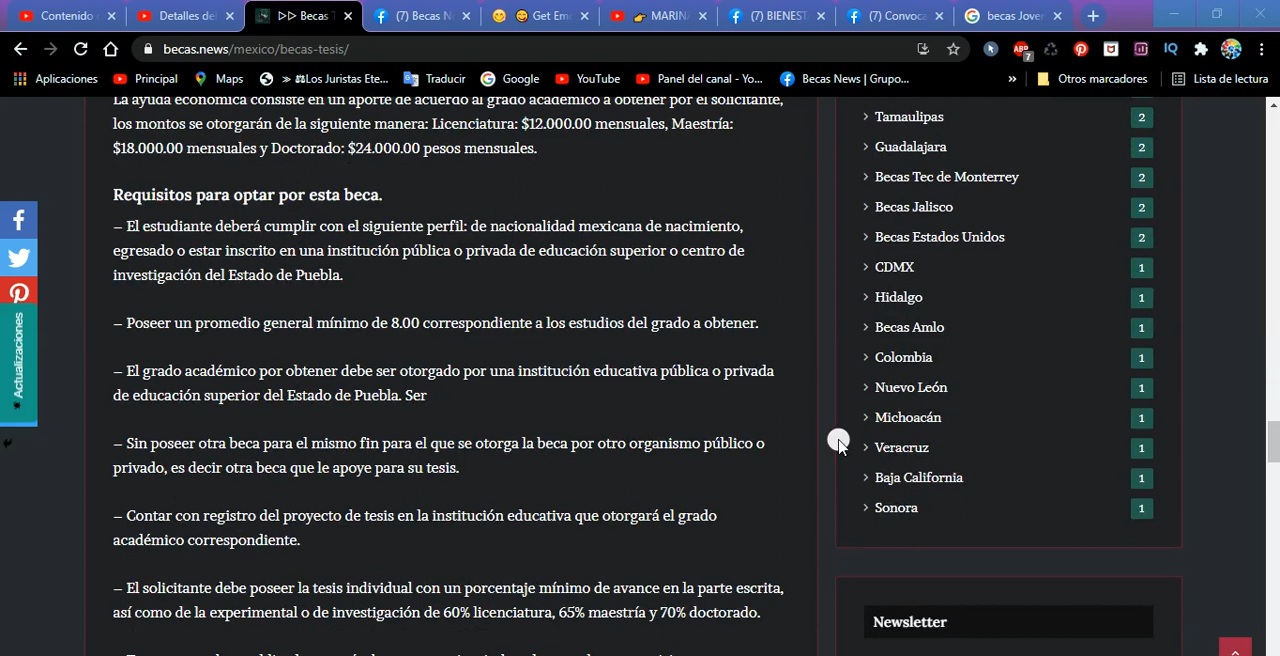 Contenido
Detalles de
▷▷ Becas T
(7) Becas N
😋 Get Em
👉 MARINA
(7) BIENEST
(7) Convoca
becas Jover
becas.news/mexico/becas-tesis/
ABP
7
IQ
Aplicaciones
Principal
Maps
≫ ⚖Los Juristas Ete...
Traducir
Google
YouTube
Panel del canal - Yo...
Becas News | Grupo...
»
Otros marcadores
Lista de lectura
La ayuda económica consiste en un aporte de acuerdo al grado académico a obtener por el solicitante,
los montos se otorgarán de la siguiente manera: Licenciatura: $12.000.00 mensuales, Maestría:
$18.000.00 mensuales y Doctorado: $24.000.00 pesos mensuales.
Requisitos para optar por esta beca.
– El estudiante deberá cumplir con el siguiente perfil: de nacionalidad mexicana de nacimiento,
egresado o estar inscrito en una institución pública o privada de educación superior o centro de
investigación del Estado de Puebla.
– Poseer un promedio general mínimo de 8.00 correspondiente a los estudios del grado a obtener.
– El grado académico por obtener debe ser otorgado por una institución educativa pública o privada
de educación superior del Estado de Puebla. Ser
– Sin poseer otra beca para el mismo fin para el que se otorga la beca por otro organismo público o
privado, es decir otra beca que le apoye para su tesis.
– Contar con registro del proyecto de tesis en la institución educativa que otorgará el grado
académico correspondiente.
– El solicitante debe poseer la tesis individual con un porcentaje mínimo de avance en la parte escrita,
así como de la experimental o de investigación de 60% licenciatura, 65% maestría y 70% doctorado.
Actualizaciones
Tamaulipas 2
Guadalajara 2
Becas Tec de Monterrey 2
Becas Jalisco 2
Becas Estados Unidos 2
CDMX 1
Hidalgo 1
Becas Amlo 1
Colombia 1
Nuevo León 1
Michoacán 1
Veracruz 1
Baja California 1
Sonora 1
Newsletter